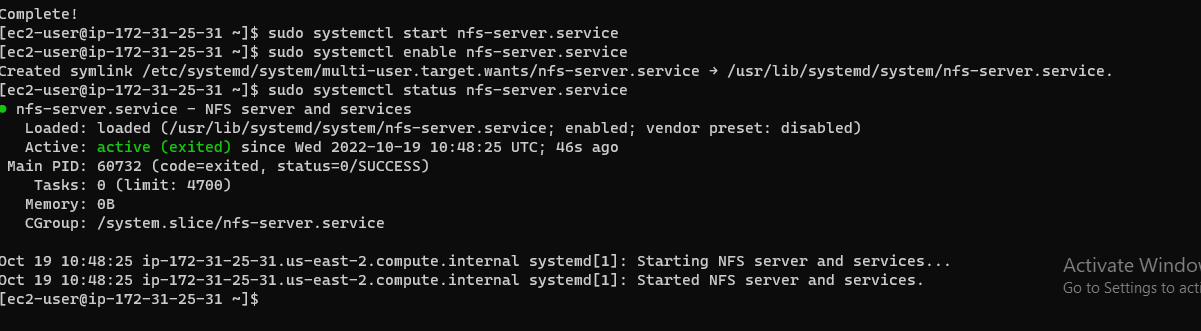 Complete!
[ec2-user@ip-172-31-25-31 ~]$ sudo systemctl start nfs-server.service
[ec2-user@ip-172-31-25-31 ~]$ sudo systemctl enable nfs-server.service
Created symlink /etc/systemd/system/multi-user.target.wants/nfs-server.service → /usr/lib/systemd/system/nfs-server.service.
[ec2-user@ip-172-31-25-31 ~]$ sudo systemctl status nfs-server.service
● nfs-server.service - NFS server and services
   Loaded: loaded (/usr/lib/systemd/system/nfs-server.service; enabled; vendor preset: disabled)
   Active: active (exited) since Wed 2022-10-19 10:48:25 UTC; 46s ago
 Main PID: 60732 (code=exited, status=0/SUCCESS)
    Tasks: 0 (limit: 4700)
   Memory: 0B
   CGroup: /system.slice/nfs-server.service
Oct 19 10:48:25 ip-172-31-25-31.us-east-2.compute.internal systemd[1]: Starting NFS server and services...
Oct 19 10:48:25 ip-172-31-25-31.us-east-2.compute.internal systemd[1]: Started NFS server and services.
[ec2-user@ip-172-31-25-31 ~]$
Activate Window
Go to Settings to acti